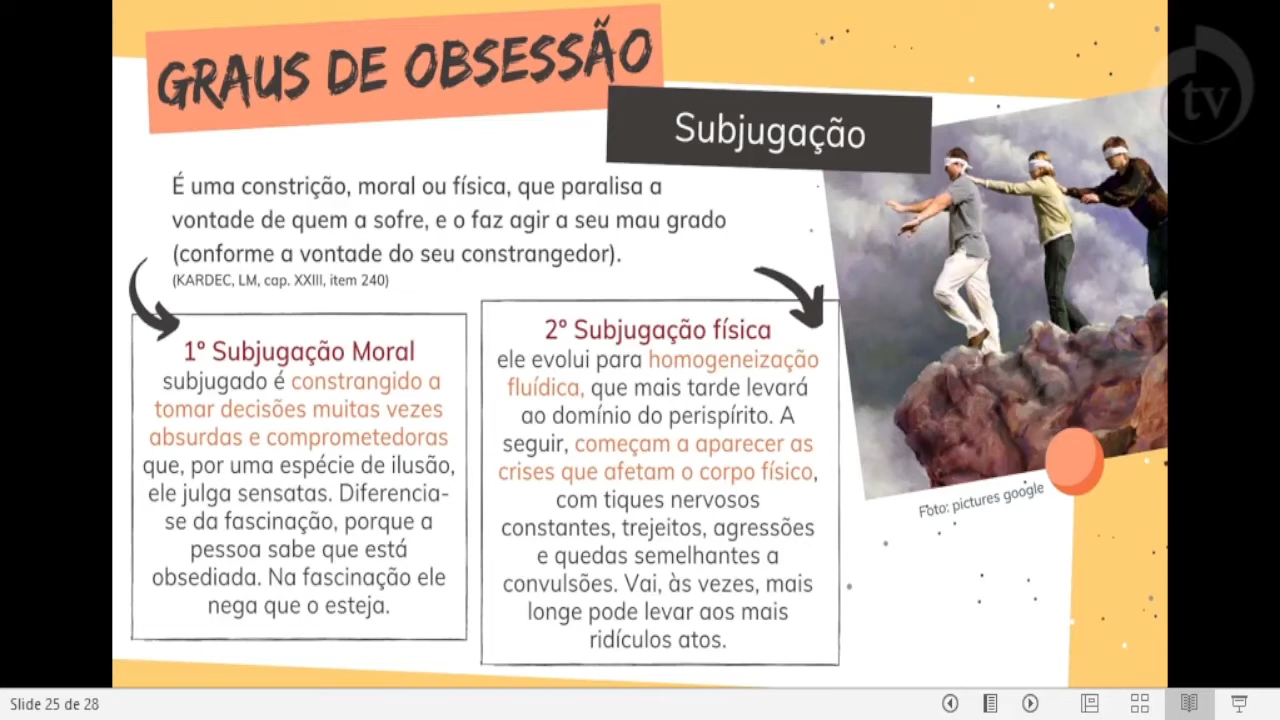 GRAUS DE OBSESSÃO
Subjugação
tv
É uma constrição, moral ou física, que paralisa a
vontade de quem a sofre, e o faz agir a seu mau grado
(conforme a vontade do seu constrangedor).
(KARDEC, LM, cap. XXIII, item 240)
1º Subjugação Moral
subjugado é constrangido a
tomar decisões muitas vezes
absurdas e comprometedoras
que, por uma espécie de ilusão,
ele julga sensatas. Diferencia-
se da fascinação, porque a
pessoa sabe que está
obsediada. Na fascinação ele
nega que o esteja.
2º Subjugação física
ele evolui para homogeneização
fluídica, que mais tarde levará
ao domínio do perispírito. A
seguir, começam a aparecer as
crises que afetam o corpo físico,
com tiques nervosos
constantes, trejeitos, agressões
e quedas semelhantes a
convulsões. Vai, às vezes, mais
longe pode levar aos mais
ridículos atos.
Foto: pictures google
Slide 25 de 28